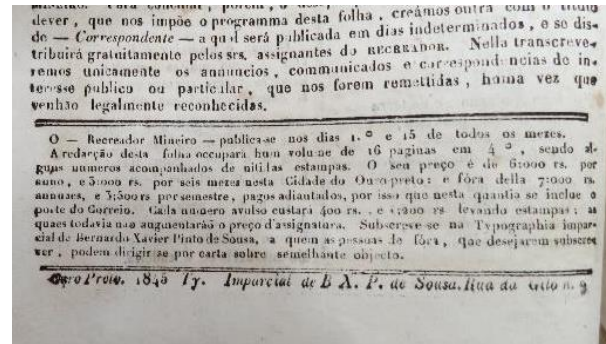 dever, que nos impõe o programma desta folha, creámos outra com o titulo
de — Correspondente — a qual será publicada em dias indeterminados, e se dis-
tribuirá gratuitamente pelos srs. assignantes do RECREADOR. Nella transcreve-
remos unicamente os annuncios, communicados e correspondencias de in-
teresse publico ou particular, que nos forem remettidas, huma vez que
venhão legalmente reconhecidas.
O — Recreador Mineiro — publica-se nos dias 1.º e 15 de todos os mezes.
A redacção desta folha occupará hum volume de 16 paginas em 4º, sendo al-
guns numeros acompanhados de nitidas estampas. O seu preço é de 6:000 rs. por
anno, e 3:000 rs. por seis mezes nesta Cidade do Ouro preto: e fóra della 7:000 rs.
annuaes, e 3:500 rs por semestre, pagos adiantados, por isso que nesta quantia se inclue o
porte do Correio. Cada numero avulso custará 400 rs., e 1:200 rs levando estampas: as
quaes todavia não augmentarão o preço d'assignatura. Subscreve-se na Typographia impar-
cial de Bernardo Xavier Pinto de Sousa, a quem as pessoas de fóra, que desejarem subscre
ver, podem dirigir se por carta sobre semelhante objecto.
Ouro Preto. 1845 Ty. Imparcial de B X. P. de Sousa. Rua da n. 9